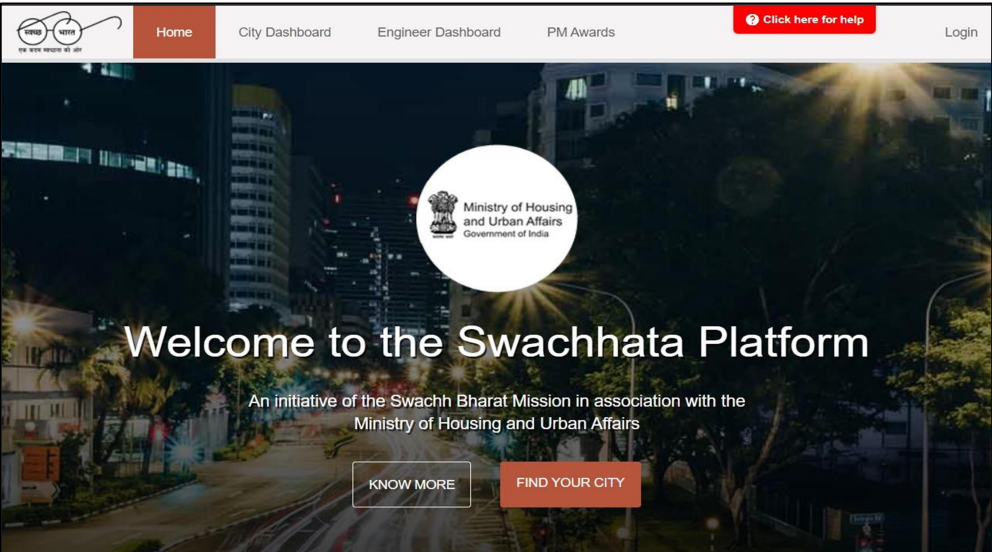 स्वच्छ भारत
एक कदम स्वच्छता की ओर
Home
City Dashboard
Engineer Dashboard
PM Awards
Click here for help
Login
Ministry of Housing
and Urban Affairs
Government of India
Welcome to the Swachhata Platform
An initiative of the Swachh Bharat Mission in association with the
Ministry of Housing and Urban Affairs
KNOW MORE
FIND YOUR CITY